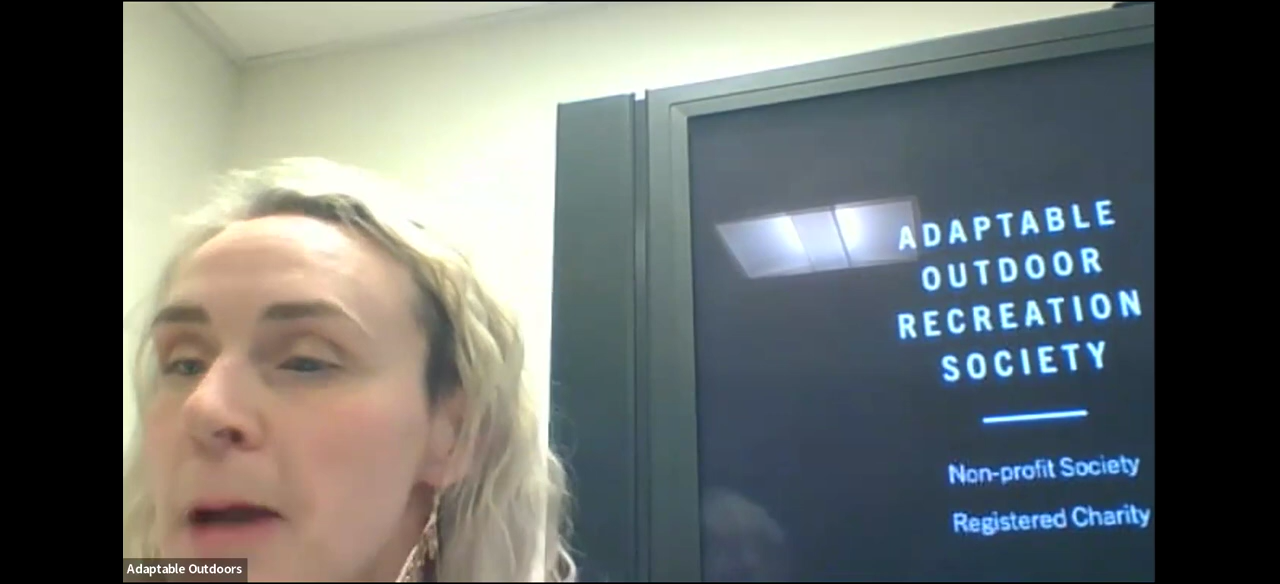 ADAPTABLE
OUTDOOR
RECREATION
SOCIETY
Non-profit Society
Registered Charity
Adaptable Outdoors